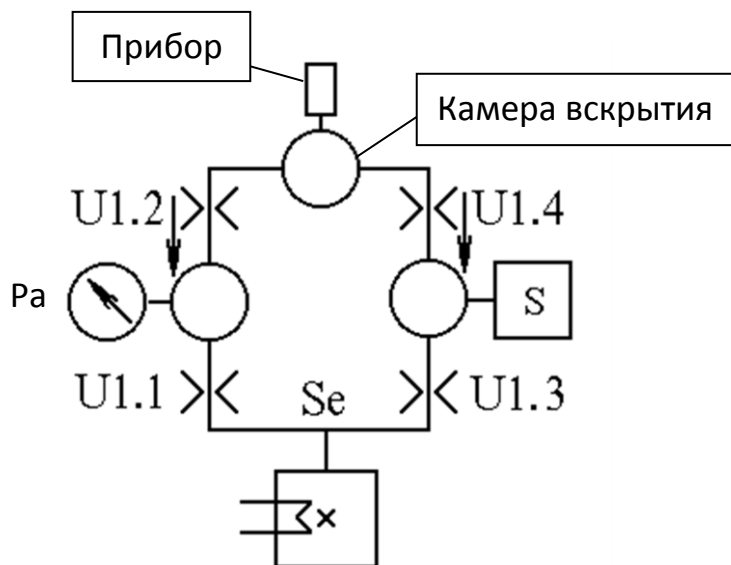 Прибор
Камера вскрытия
U1.2
U1.4
Pa
S
U1.1
Se
U1.3